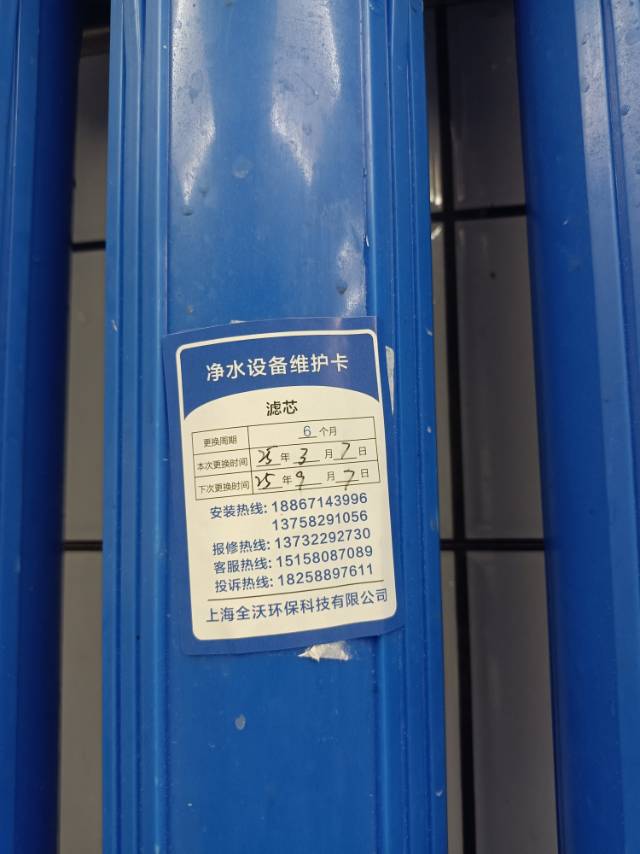 净水设备维护卡
滤芯
更换周期 6 个月
本次更换时间 25 年 3 月 7 日
下次更换时间 25 年 9 月 7 日
安装热线: 18867143996
13758291056
报修热线: 13732292730
客服热线: 15158087089
投诉热线: 18258897611
上海全沃环保科技有限公司